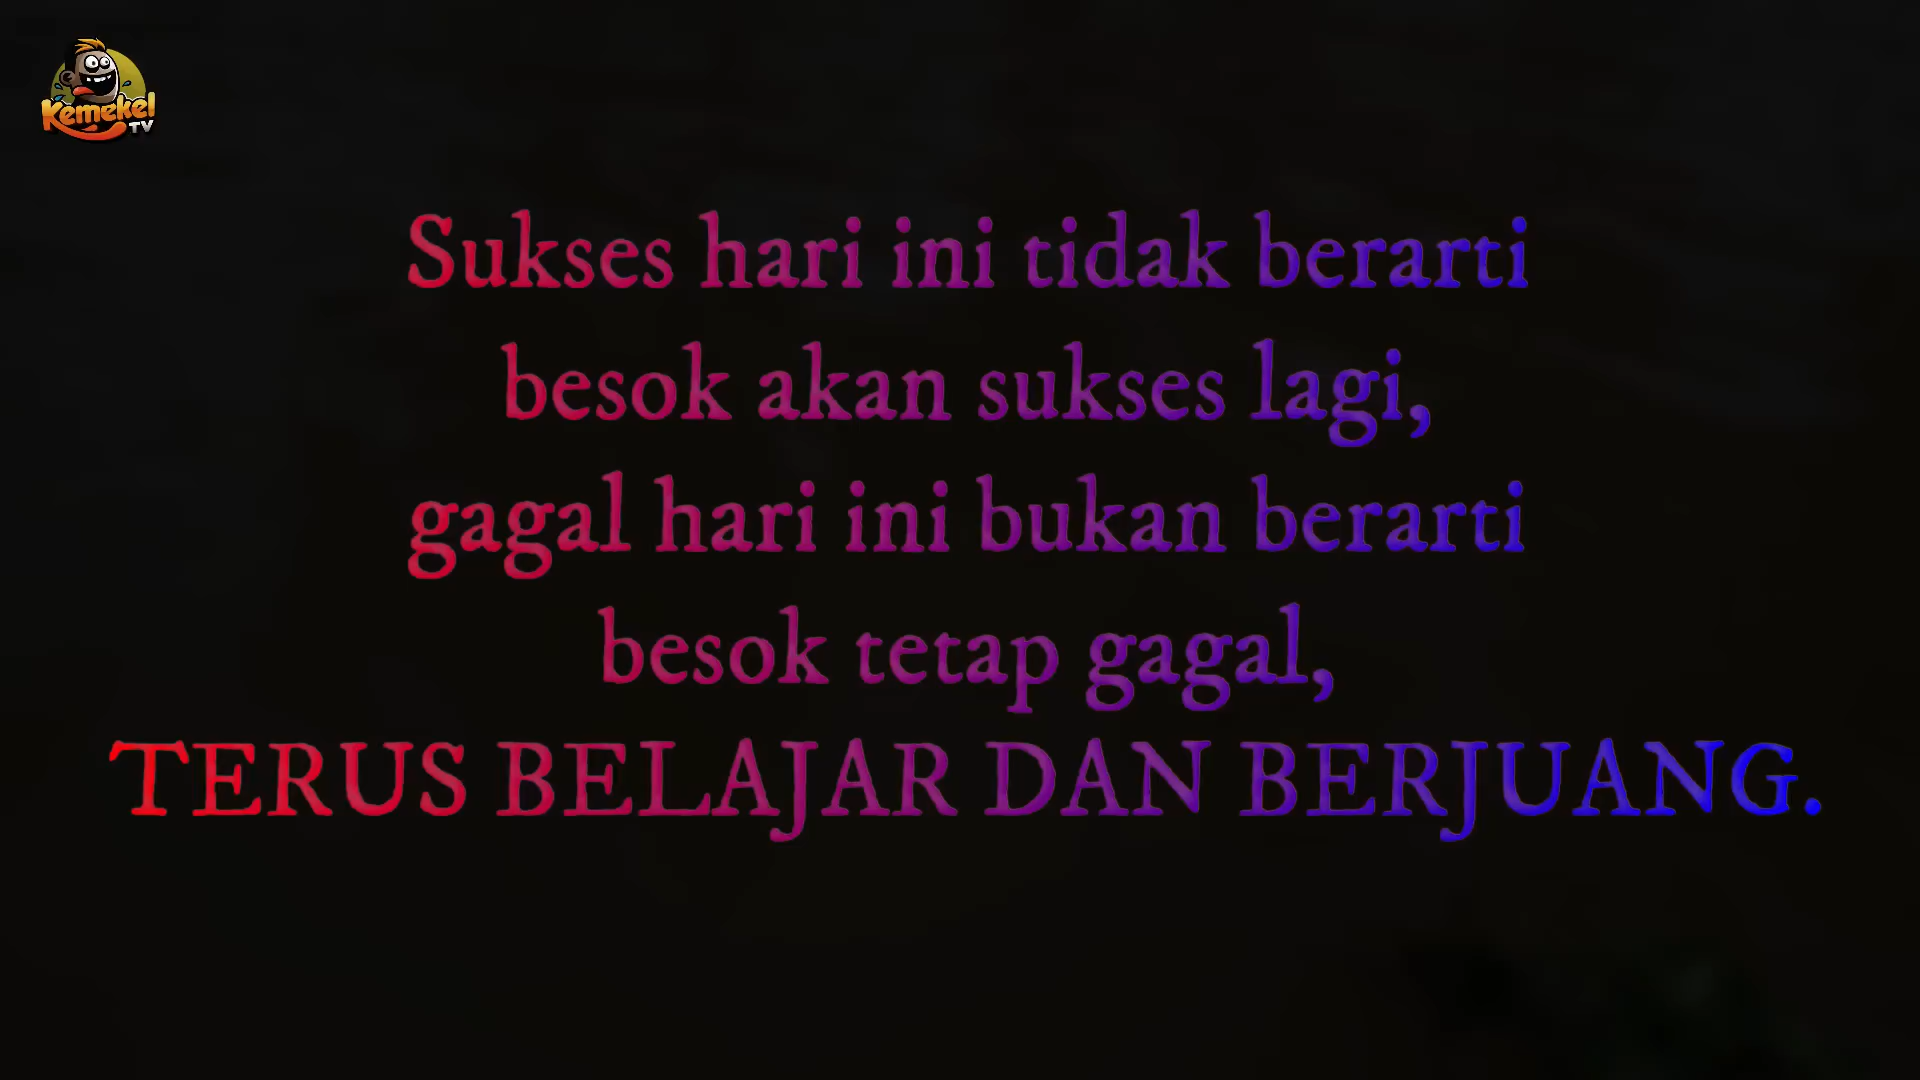 Kemekel
TV
Sukses hari ini tidak berarti
besok akan sukses lagi,
gagal hari ini bukan berarti
besok tetap gagal,
TERUS BELAJAR DAN BERJUANG.